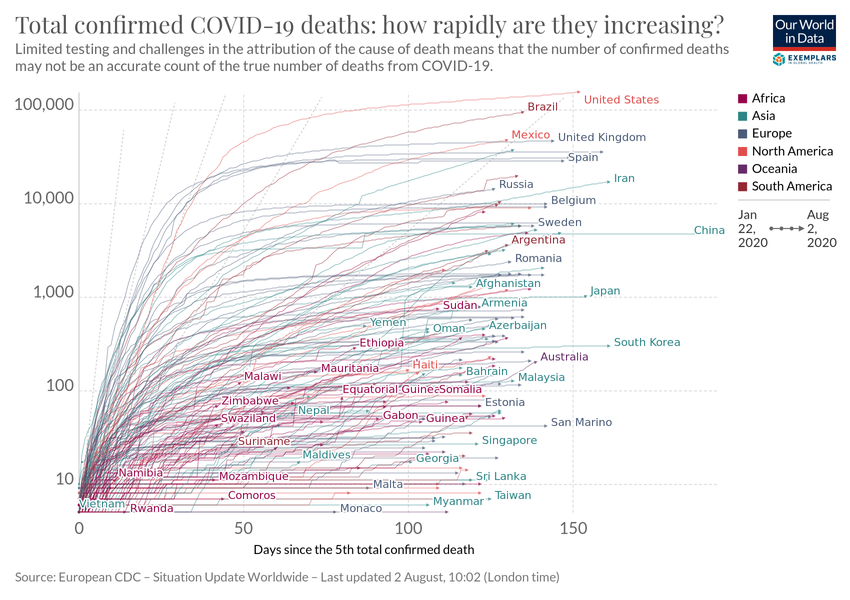 Total confirmed COVID-19 deaths: how rapidly are they increasing?
Limited testing and challenges in the attribution of the cause of death means that the number of confirmed deaths
may not be an accurate count of the true number of deaths from COVID-19.
Our World
in Data
EXEMPLARS
IN GLOBAL HEALTH
100,000
10,000
1,000
100
10
0
50
100
150
Days since the 5th total confirmed death
United States
Brazil
Mexico
United Kingdom
Spain
Iran
Russia
Belgium
Sweden
China
Argentina
Romania
Afghanistan
Japan
Sudan
Armenia
Yemen
Oman
Azerbaijan
Ethiopia
South Korea
Australia
Mauritania
Haiti
Bahrain
Malawi
Malaysia
Equatorial Guinea
Somalia
Zimbabwe
Estonia
Nepal
Swaziland
Gabon
Guinea
San Marino
Suriname
Singapore
Maldives
Georgia
Namibia
Mozambique
Sri Lanka
Malta
Comoros
Taiwan
Vietnam
Myanmar
Rwanda
Monaco
Africa
Asia
Europe
North America
Oceania
South America
Jan
22,
2020
Aug
2,
2020
Source: European CDC – Situation Update Worldwide – Last updated 2 August, 10:02 (London time)